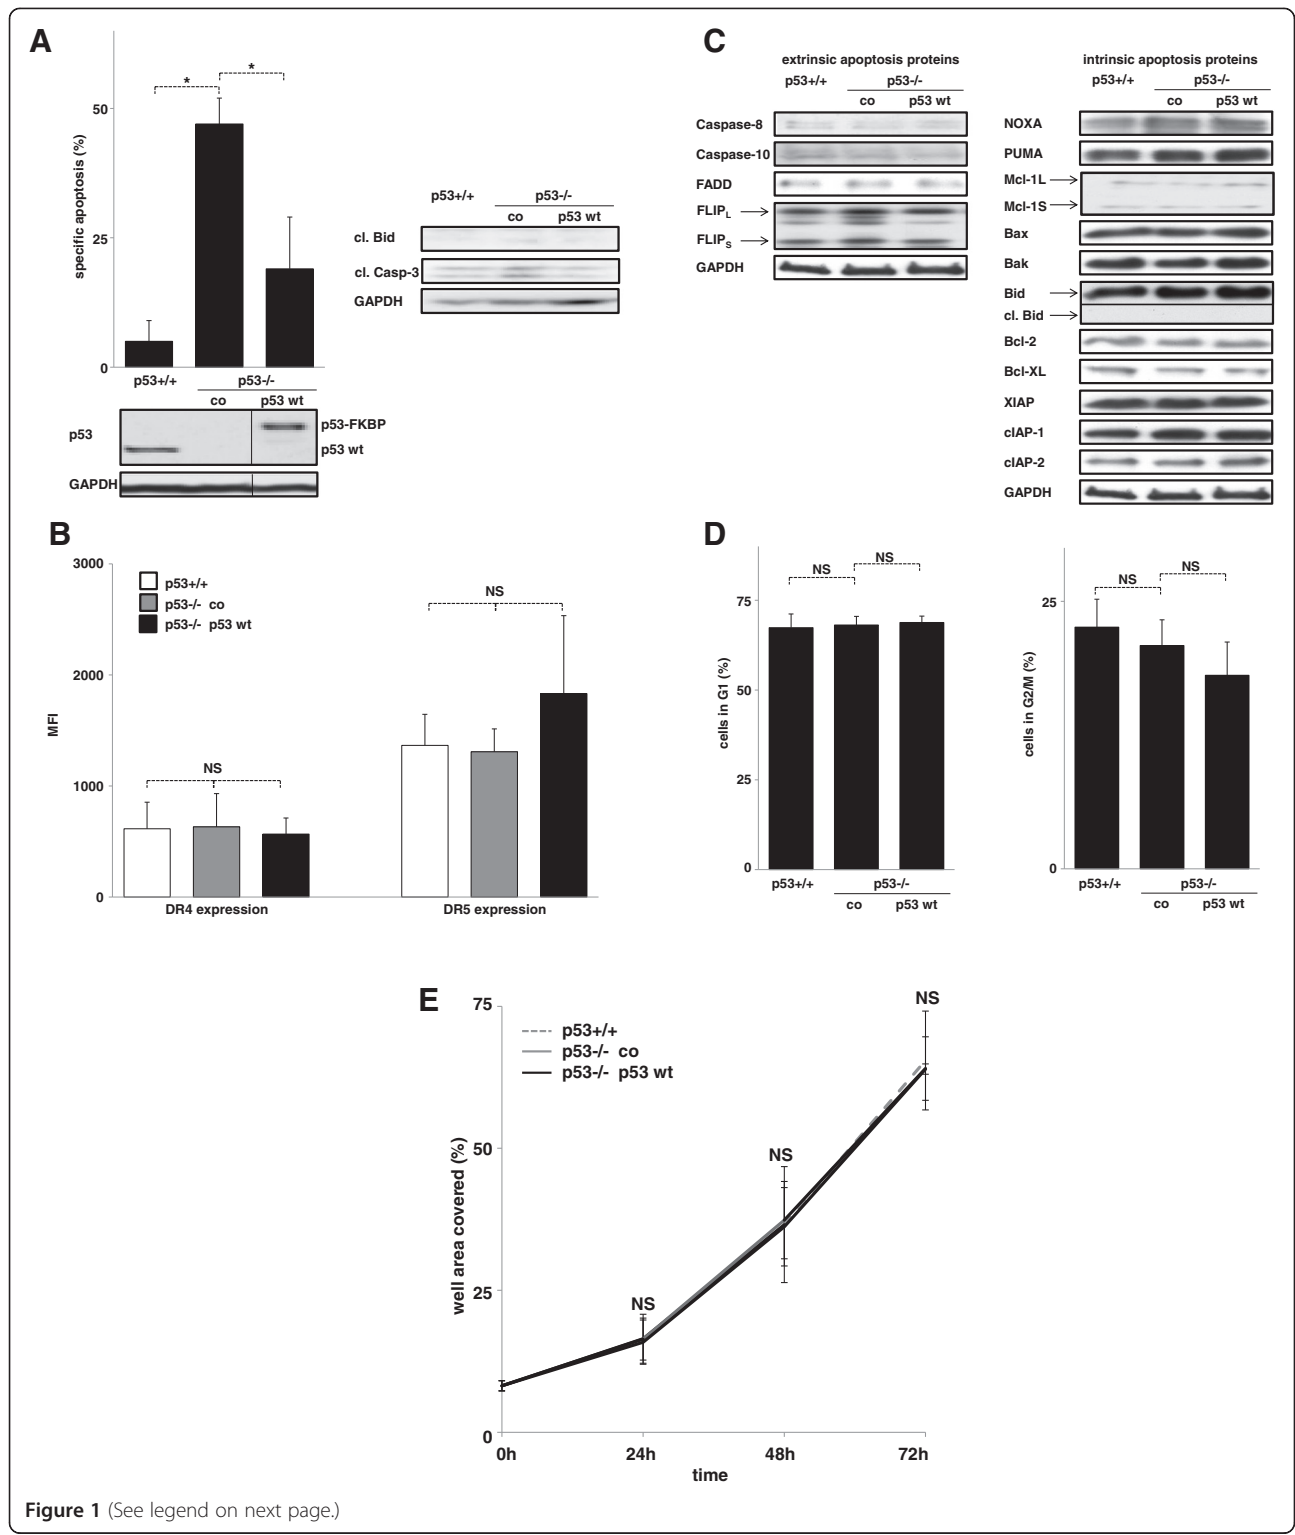 A
specific apoptosis (%)
50
25
0
*
*
p53+/+
p53-/-
co
p53 wt
p53
p53-FKBP
p53 wt
GAPDH
p53+/+
p53-/-
co
p53 wt
cl. Bid
cl. Casp-3
GAPDH
C
extrinsic apoptosis proteins
p53+/+
p53-/-
co
p53 wt
Caspase-8
Caspase-10
FADD
FLIPL
FLIPS
GAPDH
intrinsic apoptosis proteins
p53+/+
p53-/-
co
p53 wt
NOXA
PUMA
Mcl-1L
Mcl-1S
Bax
Bak
Bid
cl. Bid
Bcl-2
Bcl-XL
XIAP
cIAP-1
cIAP-2
GAPDH
B
MFI
3000
2000
1000
0
p53+/+
p53-/- co
p53-/- p53 wt
NS
NS
DR4 expression
DR5 expression
D
cells in G1 (%)
75
50
25
0
NS
NS
p53+/+
p53-/-
co
p53 wt
cells in G2/M (%)
25
0
NS
NS
p53+/+
p53-/-
co
p53 wt
E
well area covered (%)
75
50
25
0
p53+/+
p53-/- co
p53-/- p53 wt
NS
NS
NS
0h
24h
48h
72h
time
Figure 1 (See legend on next page.)